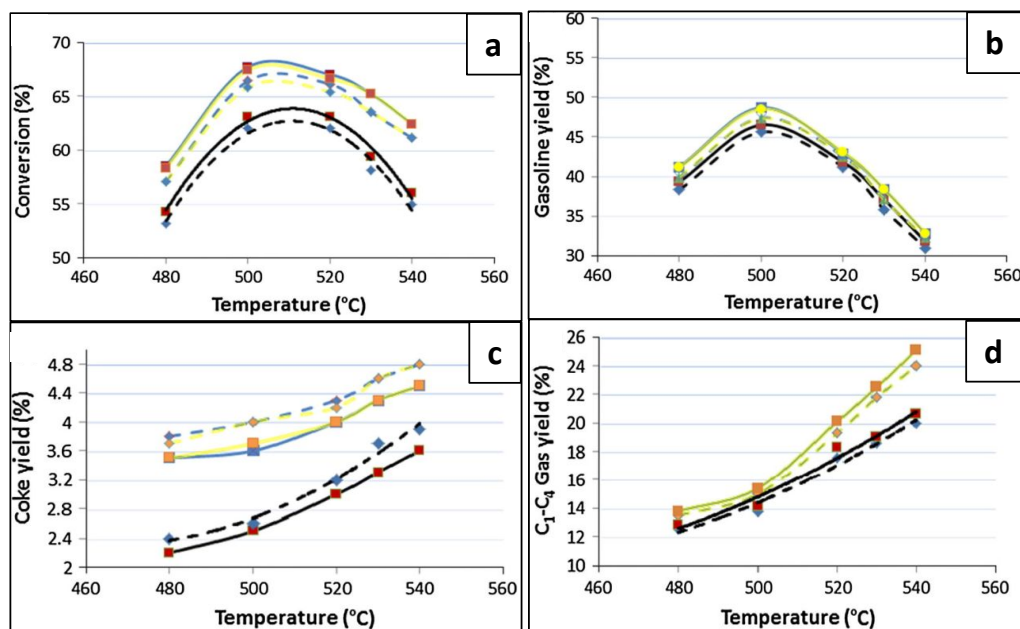 a
Conversion (%)
70
65
60
55
50
460 480 500 520 540 560
Temperature (°C)
b
Gasoline yield (%)
60
55
50
45
40
35
30
460 480 500 520 540 560
Temperature (°C)
c
Coke yield (%)
4.8
4.4
4
3.6
3.2
2.8
2.4
2
460 480 500 520 540 560
Temperature (°C)
d
C₁-C₄ Gas yield (%)
26
24
22
20
18
16
14
12
10
460 480 500 520 540 560
Temperature (°C)